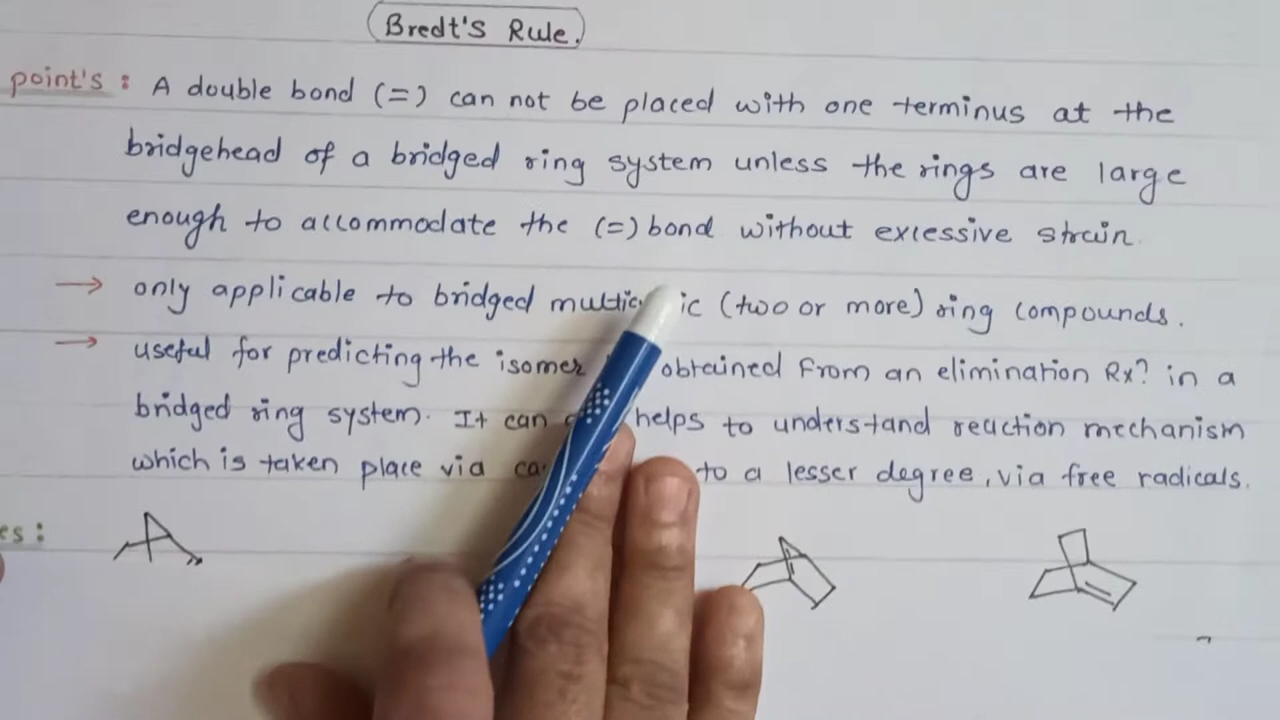 Bredt's Rule.
point's : A double bond (=) can not be placed with one terminus at the
bridgehead of a bridged ring system unless the rings are large
enough to accommodate the (=) bond without excessive strain.
→ only applicable to bridged ic (two or more) ring compounds.
→ useful for predicting the isomer obtained from an elimination Rx? in a
bridged ring system. It can helps to understand reaction mechanism
which is taken place via to a lesser degree, via free radicals.
es :